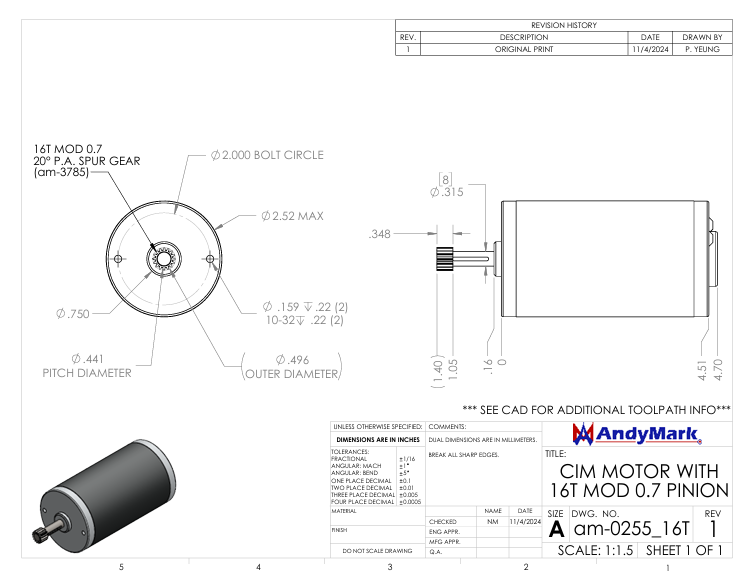 REVISION HISTORY
REV. DESCRIPTION DATE DRAWN BY
1 ORIGINAL PRINT 11/4/2024 P. YEUNG
16T MOD 0.7
20° P.A. SPUR GEAR
(am-3785)
∅2.000 BOLT CIRCLE
∅2.52 MAX
∅.750
∅ .159 ↧ .22 (2)
10-32↧ .22 (2)
∅.441
PITCH DIAMETER
(∅.496
OUTER DIAMETER)
[8]
∅.315
.348
(1.40)
1.05
.16
0
4.51
4.70
*** SEE CAD FOR ADDITIONAL TOOLPATH INFO***
UNLESS OTHERWISE SPECIFIED:
DIMENSIONS ARE IN INCHES
TOLERANCES:
FRACTIONAL ±1/16
ANGULAR: MACH ±1°
ANGULAR: BEND ±5°
ONE PLACE DECIMAL ±0.1
TWO PLACE DECIMAL ±0.01
THREE PLACE DECIMAL ±0.005
FOUR PLACE DECIMAL ±0.0005
MATERIAL
FINISH
DO NOT SCALE DRAWING
COMMENTS:
DUAL DIMENSIONS ARE IN MILLIMETERS.
BREAK ALL SHARP EDGES.
NAME DATE
CHECKED NM 11/4/2024
ENG APPR.
MFG APPR.
Q.A.
AndyMark®
TITLE:
CIM MOTOR WITH
16T MOD 0.7 PINION
SIZE DWG. NO. REV
A am-0255_16T 1
SCALE: 1:1.5 SHEET 1 OF 1
5 4 3 2 1